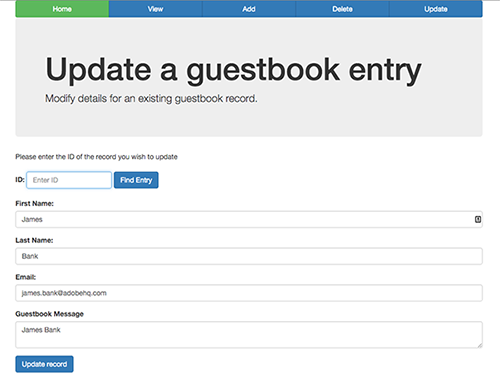 Home View Add Delete Update
Update a guestbook entry
Modify details for an existing guestbook record.
Please enter the ID of the record you wish to update
ID: Enter ID Find Entry
First Name:
James
Last Name:
Bank
Email:
james.bank@adobehq.com
Guestbook Message
James Bank
Update record